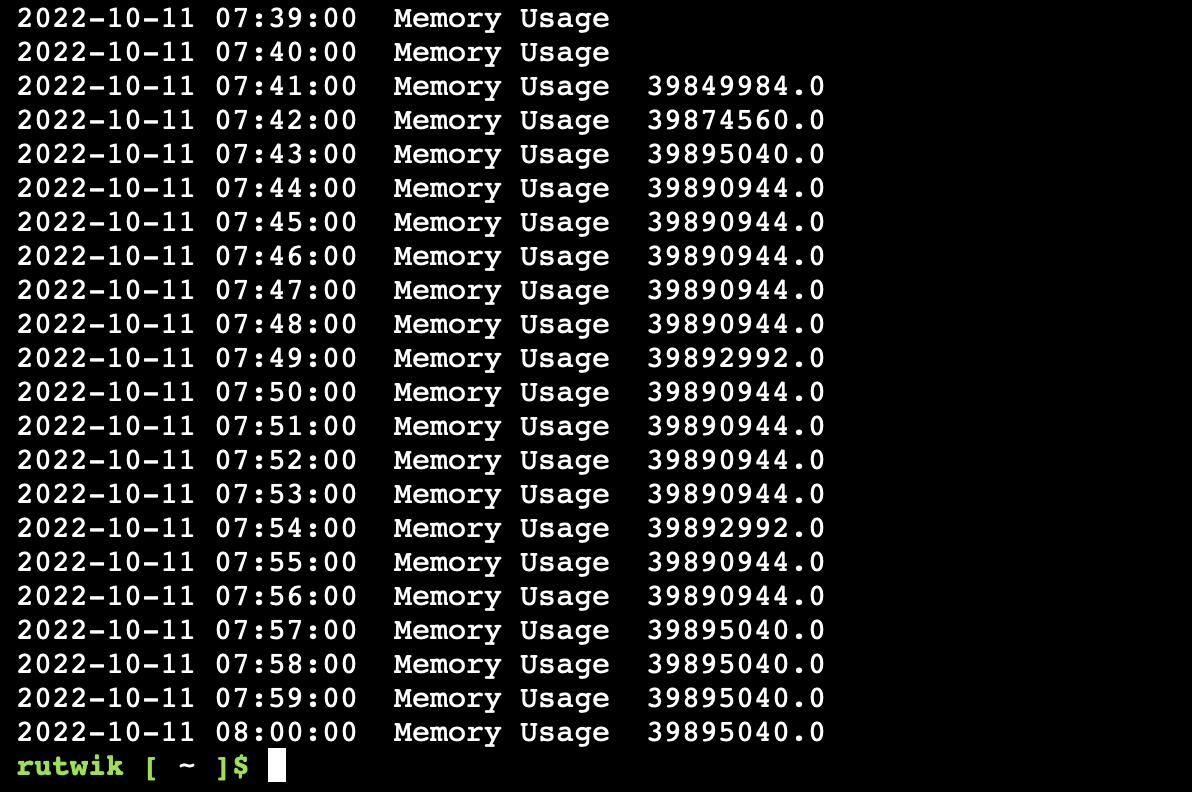 2022-10-11 07:39:00  Memory Usage
2022-10-11 07:40:00  Memory Usage
2022-10-11 07:41:00  Memory Usage  39849984.0
2022-10-11 07:42:00  Memory Usage  39874560.0
2022-10-11 07:43:00  Memory Usage  39895040.0
2022-10-11 07:44:00  Memory Usage  39890944.0
2022-10-11 07:45:00  Memory Usage  39890944.0
2022-10-11 07:46:00  Memory Usage  39890944.0
2022-10-11 07:47:00  Memory Usage  39890944.0
2022-10-11 07:48:00  Memory Usage  39890944.0
2022-10-11 07:49:00  Memory Usage  39892992.0
2022-10-11 07:50:00  Memory Usage  39890944.0
2022-10-11 07:51:00  Memory Usage  39890944.0
2022-10-11 07:52:00  Memory Usage  39890944.0
2022-10-11 07:53:00  Memory Usage  39890944.0
2022-10-11 07:54:00  Memory Usage  39892992.0
2022-10-11 07:55:00  Memory Usage  39890944.0
2022-10-11 07:56:00  Memory Usage  39890944.0
2022-10-11 07:57:00  Memory Usage  39895040.0
2022-10-11 07:58:00  Memory Usage  39895040.0
2022-10-11 07:59:00  Memory Usage  39895040.0
2022-10-11 08:00:00  Memory Usage  39895040.0
rutwik [ ~ ]$